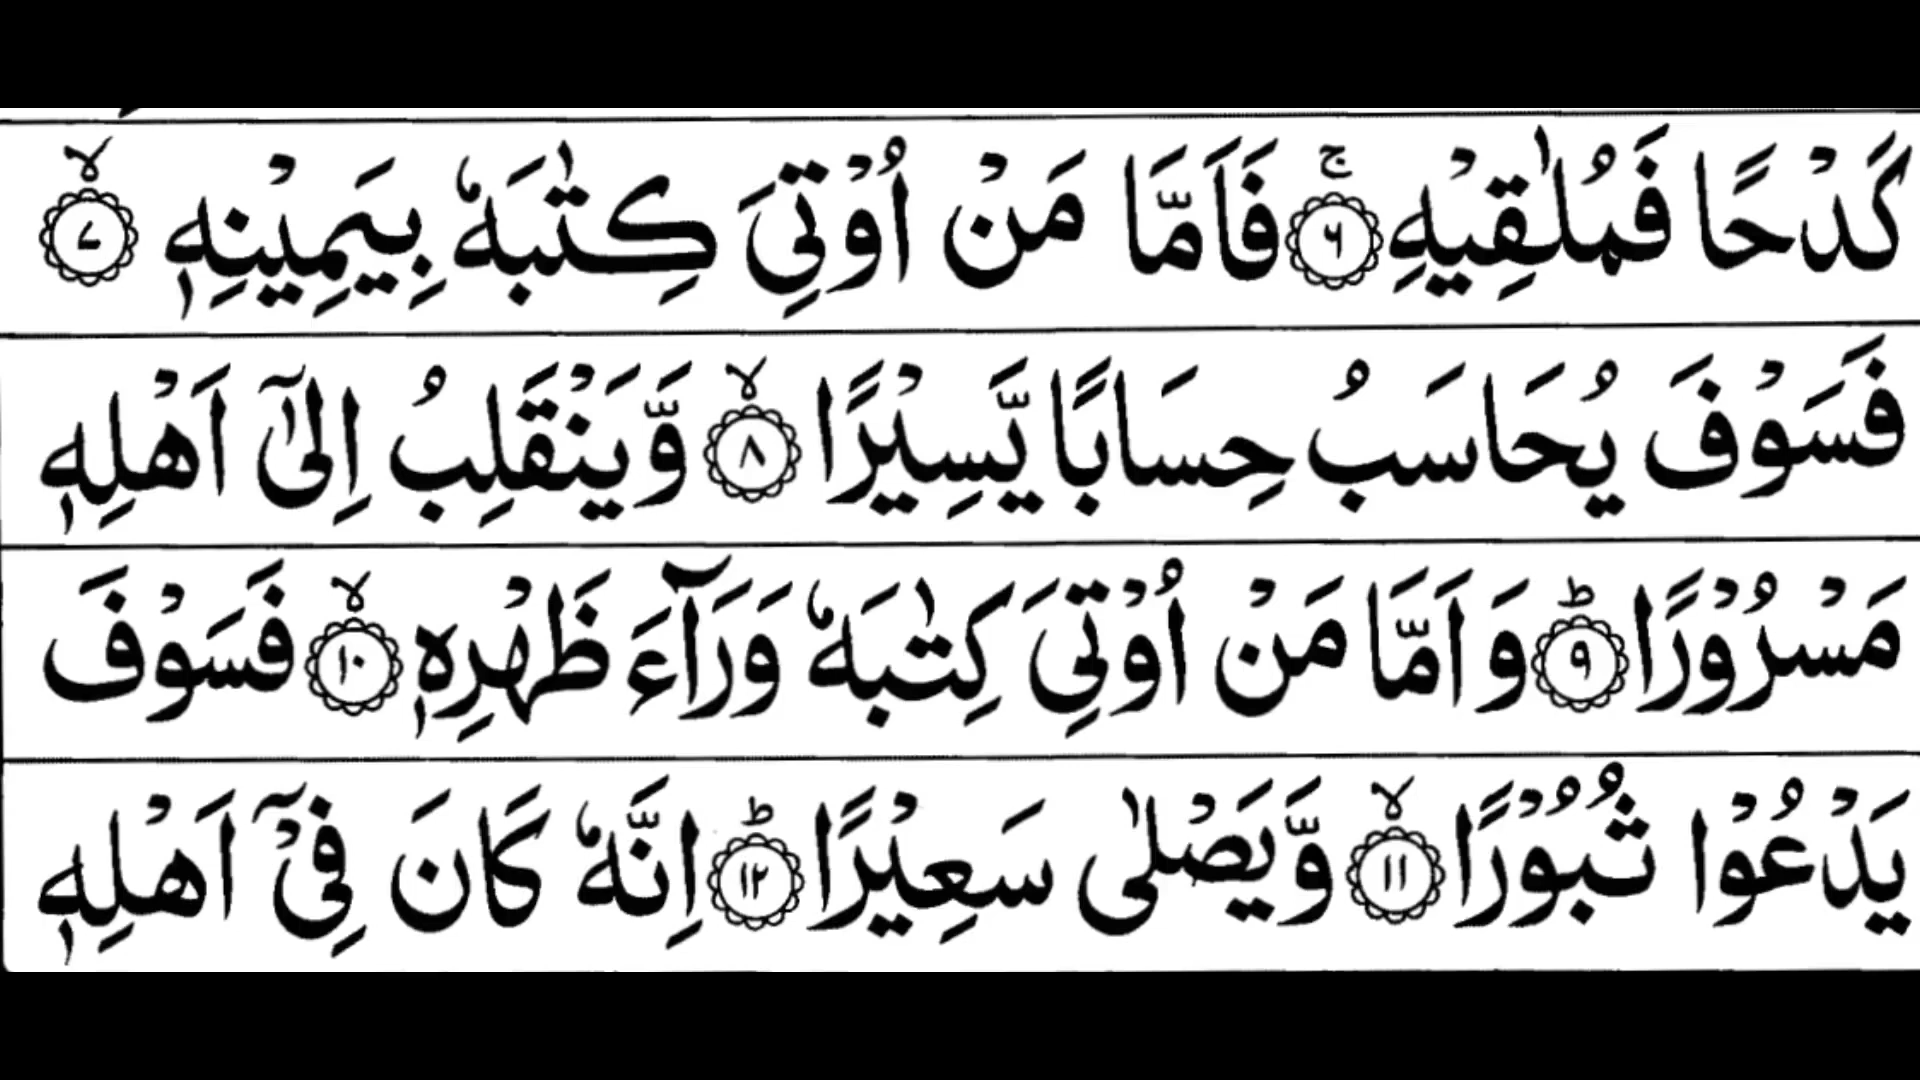 كَدْحًا فَمُلٰقِيْهِ ۚ۶ فَاَمَّا مَنْ اُوْتِيَ كِتٰبَهٗ بِيَمِيْنِهٖ ۙ۷
فَسَوْفَ يُحَاسَبُ حِسَابًا يَّسِيْرًا ۙ۸ وَّيَنْقَلِبُ اِلٰٓى اَهْلِهٖ
مَسْرُوْرًا ؕ۹ وَاَمَّا مَنْ اُوْتِيَ كِتٰبَهٗ وَرَآءَ ظَهْرِهٖ ۙ۱۰ فَسَوْفَ
يَدْعُوْا ثُبُوْرًا ۙ۱۱ وَّيَصْلٰى سَعِيْرًا ؕ۱۲ اِنَّهٗ كَانَ فِيْٓ اَهْلِهٖ